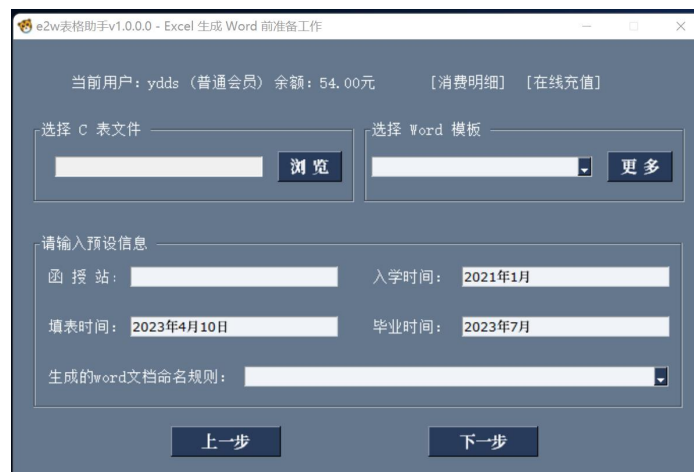 e2w表格助手v1.0.0.0 - Excel 生成 Word 前准备工作
当前用户: ydds (普通会员) 余额: 54.00元 [消费明细] [在线充值]
选择 C 表文件 选择 Word 模板
浏 览 更 多
请输入预设信息
函 授 站: 入学时间: 2021年1月
填表时间: 2023年4月10日 毕业时间: 2023年7月
生成的word文档命名规则:
上一步 下一步